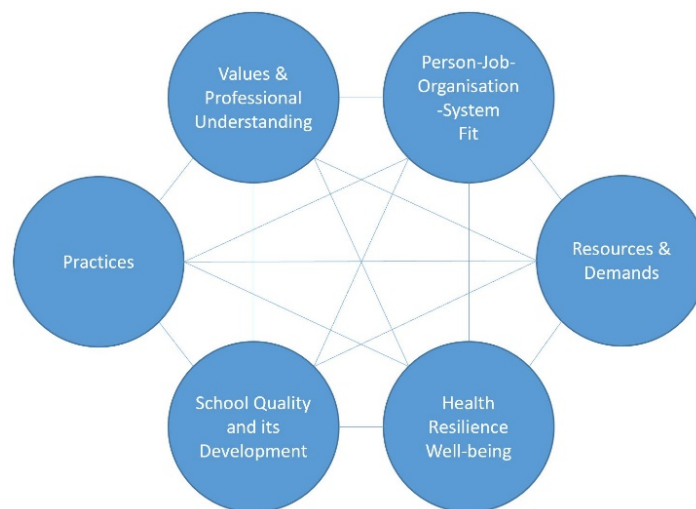 Values &
Professional
Understanding
Person-Job-
Organisation
-System
Fit
Practices
Resources &
Demands
School Quality
and its
Development
Health
Resilience
Well-being